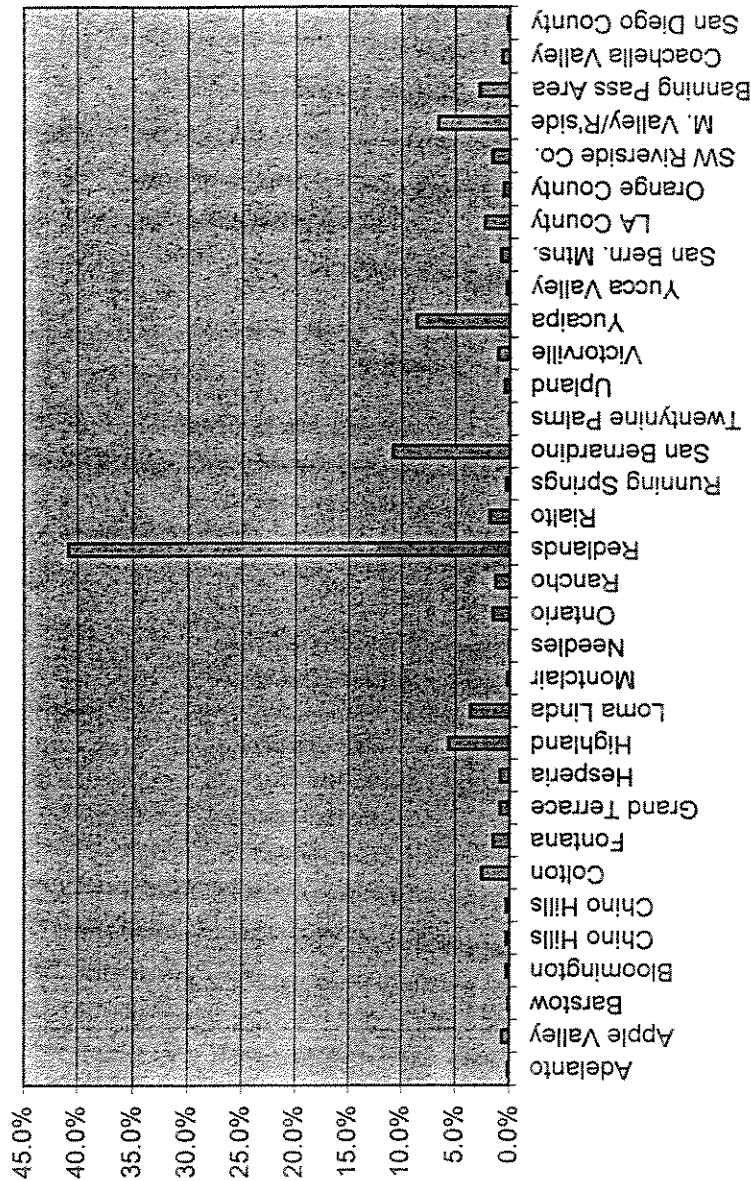 45.0%
40.0%
35.0%
30.0%
25.0%
20.0%
15.0%
10.0%
5.0%
0.0%
Adelanto
Apple Valley
Barstow
Bloomington
Chino Hills
Chino Hills
Colton
Fontana
Grand Terrace
Hesperia
Highland
Loma Linda
Montclair
Needles
Ontario
Rancho
Redlands
Rialto
Running Springs
San Bernardino
Twentynine Palms
Upland
Victorville
Yucaipa
Yucca Valley
San Bern. Mtns.
LA County
Orange County
SW Riverside Co.
M. Valley/R'side
Banning Pass Area
Coachella Valley
San Diego County